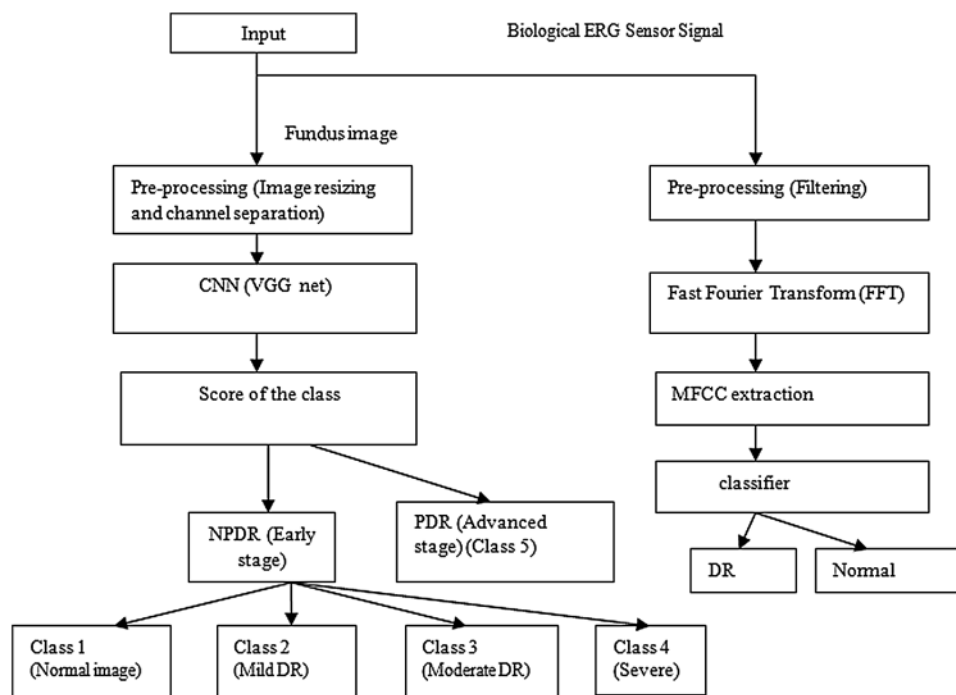 Input
Biological ERG Sensor Signal
Fundus image
Pre-processing (Image resizing
and channel separation)
Pre-processing (Filtering)
CNN (VGG net)
Fast Fourier Transform (FFT)
Score of the class
MFCC extraction
classifier
NPDR (Early
stage)
PDR (Advanced
stage) (Class 5)
DR
Normal
Class 1
(Normal image)
Class 2
(Mild DR)
Class 3
(Moderate DR)
Class 4
(Severe)